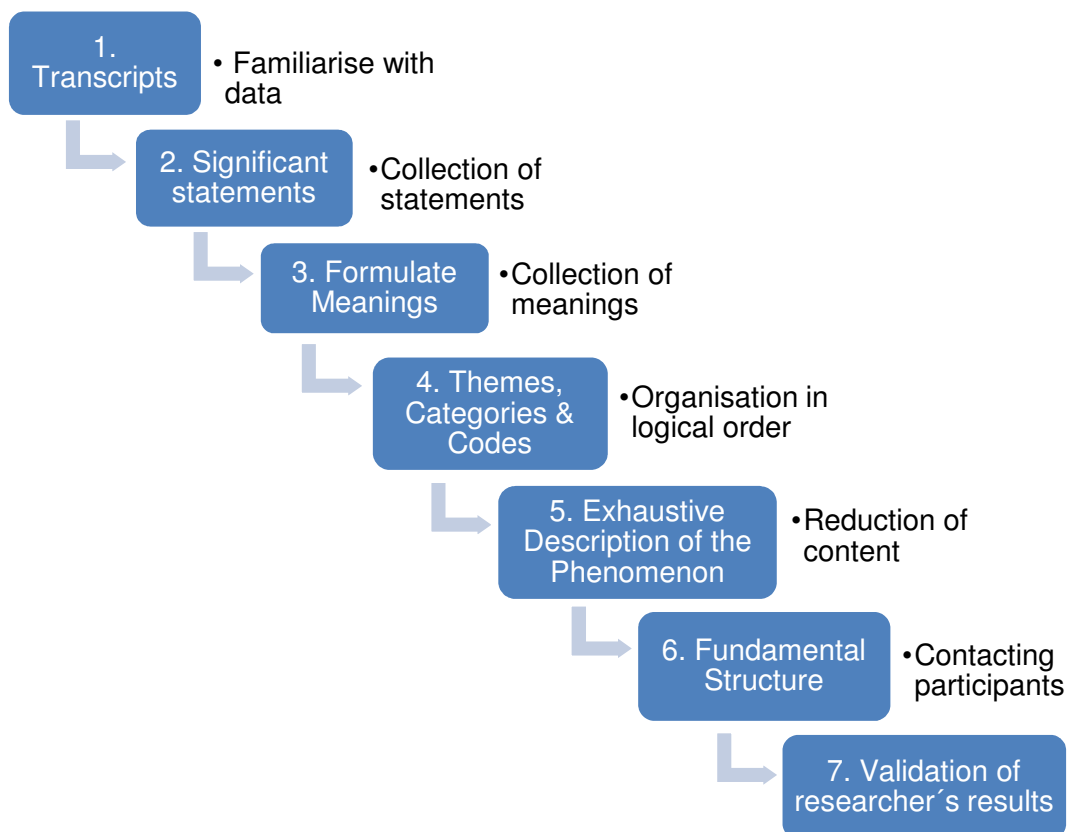 1.
Transcripts
• Familiarise with
data
2. Significant
statements
•Collection of
statements
3. Formulate
Meanings
•Collection of
meanings
4. Themes,
Categories &
Codes
•Organisation in
logical order
5. Exhaustive
Description of the
Phenomenon
•Reduction of
content
6. Fundamental
Structure
•Contacting
participants
7. Validation of
researcher´s results